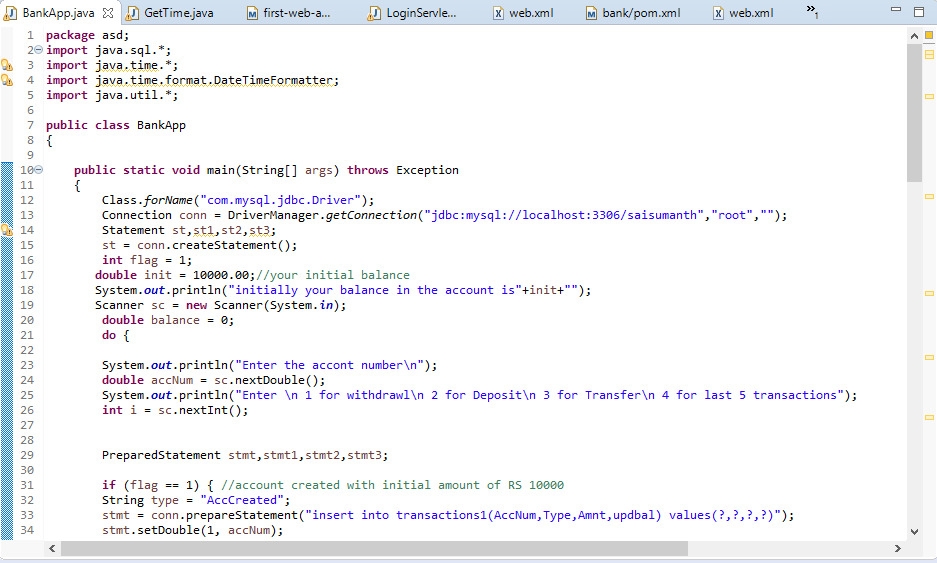 BankApp.java GetTime.java first-web-a... LoginServle... web.xml bank/pom.xml web.xml »1
1 package asd;
2 import java.sql.*;
3 import java.time.*;
4 import java.time.format.DateTimeFormatter;
5 import java.util.*;
6
7 public class BankApp
8 {
9
10 public static void main(String[] args) throws Exception
11 {
12 Class.forName("com.mysql.jdbc.Driver");
13 Connection conn = DriverManager.getConnection("jdbc:mysql://localhost:3306/saisumanth","root","");
14 Statement st,st1,st2,st3;
15 st = conn.createStatement();
16 int flag = 1;
17 double init = 10000.00;//your initial balance
18 System.out.println("initially your balance in the account is"+init+"");
19 Scanner sc = new Scanner(System.in);
20 double balance = 0;
21 do {
22
23 System.out.println("Enter the accont number\n");
24 double accNum = sc.nextDouble();
25 System.out.println("Enter \n 1 for withdrawl\n 2 for Deposit\n 3 for Transfer\n 4 for last 5 transactions");
26 int i = sc.nextInt();
27
28
29 PreparedStatement stmt,stmt1,stmt2,stmt3;
30
31 if (flag == 1) { //account created with initial amount of RS 10000
32 String type = "AccCreated";
33 stmt = conn.prepareStatement("insert into transactions1(AccNum,Type,Amnt,updbal) values(?,?,?,?)");
34 stmt.setDouble(1, accNum);